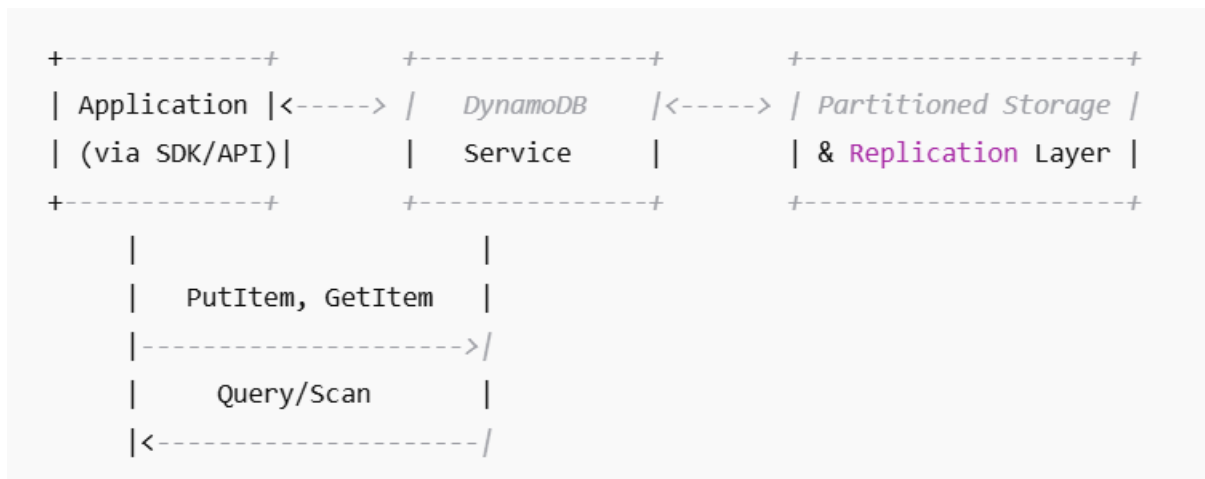 +-------------+       +---------------+       +---------------------+
| Application |<-----> |   DynamoDB    |<-----> | Partitioned Storage |
| (via SDK/API)|      |   Service     |       | & Replication Layer |
+-------------+       +---------------+       +---------------------+
     |                      |
     |   PutItem, GetItem   |
     |--------------------->|
     |     Query/Scan       |
     |<---------------------|